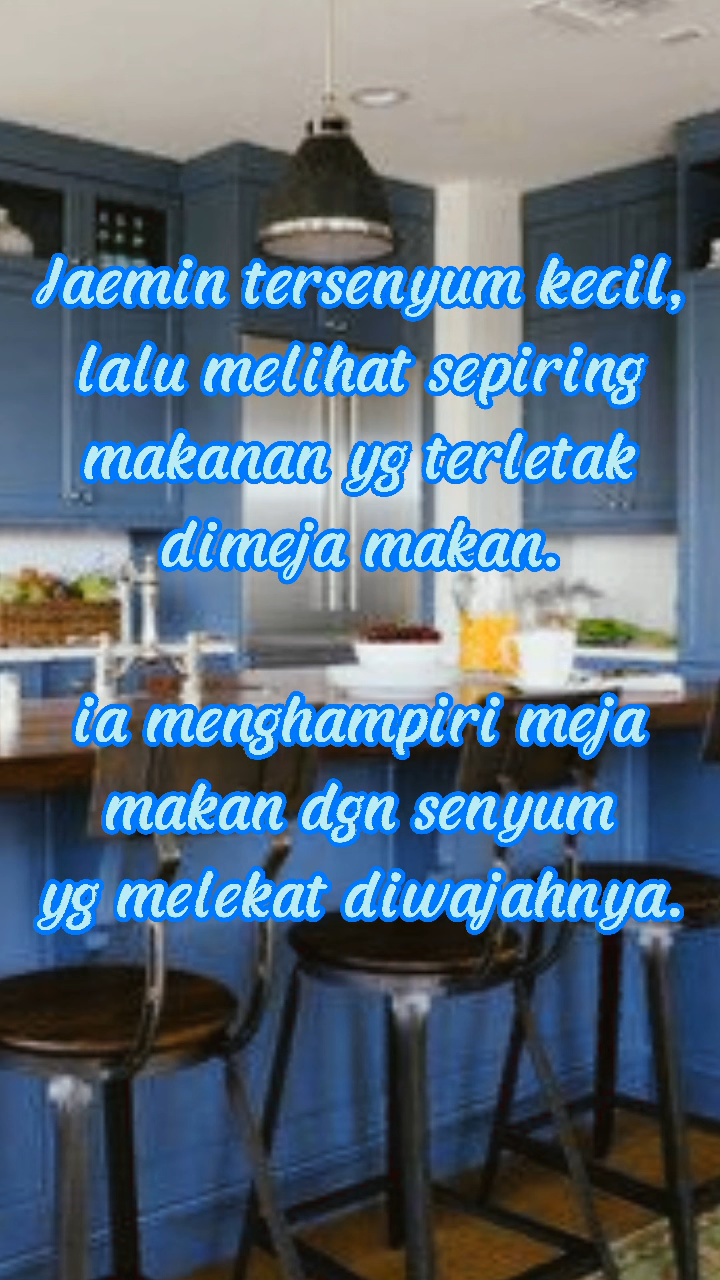 Jaemin tersenyum kecil,
lalu melihat sepiring
makanan yg terletak
dimeja makan.
ia menghampiri meja
makan dgn senyum
yg melekat diwajahnya.